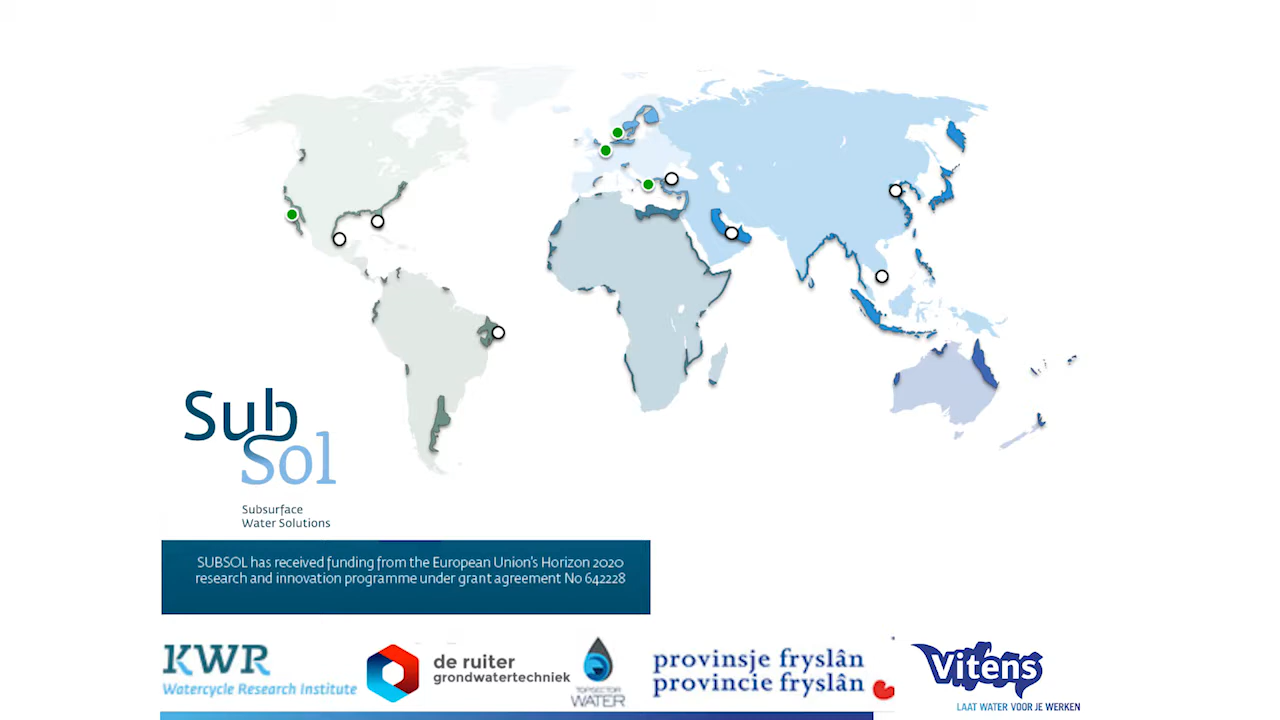 Sub
Sol
Subsurface
Water Solutions
SUBSOL has received funding from the European Union's Horizon 2020
research and innovation programme under grant agreement No 642228
KWR
Watercycle Research Institute
de ruiter
grondwatertechniek
TOPSECTOR
WATER
provinsje fryslân
provincie fryslân
Vitens
LAAT WATER VOOR JE WERKEN